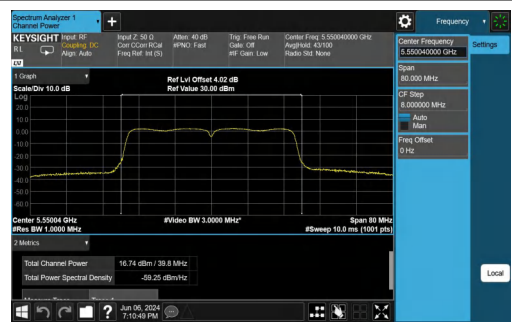 Spectrum Analyzer 1
Channel Power
Frequency
KEYSIGHT Input: RF
R L
Coupling: DC
Align: Auto
Input Z: 50 Ω
Corr CCorr RCal
Freq Ref: Int (S)
Atten: 40 dB
#PNO: Fast
Trig: Free Run
Gate: Off
#IF Gain: Low
Center Freq: 5.550040000 GHz
Avg|Hold: 43/100
Radio Std: None
LXI
Center Frequency
5.550040000 GHz
Settings
Span
80.000 MHz
CF Step
8.000000 MHz
Auto
Man
Freq Offset
0 Hz
1 Graph
Scale/Div 10.0 dB
Ref Lvl Offset 4.02 dB
Ref Value 30.00 dBm
Log
20.0
10.0
0.00
-10.0
-20.0
-30.0
-40.0
-50.0
-60.0
Center 5.55004 GHz
#Res BW 1.0000 MHz
#Video BW 3.0000 MHz*
Span 80 MHz
#Sweep 10.0 ms (1001 pts)
2 Metrics
Total Channel Power 16.74 dBm / 39.8 MHz
Total Power Spectral Density -59.25 dBm/Hz
Local
?
Jun 06, 2024
7:10:49 PM